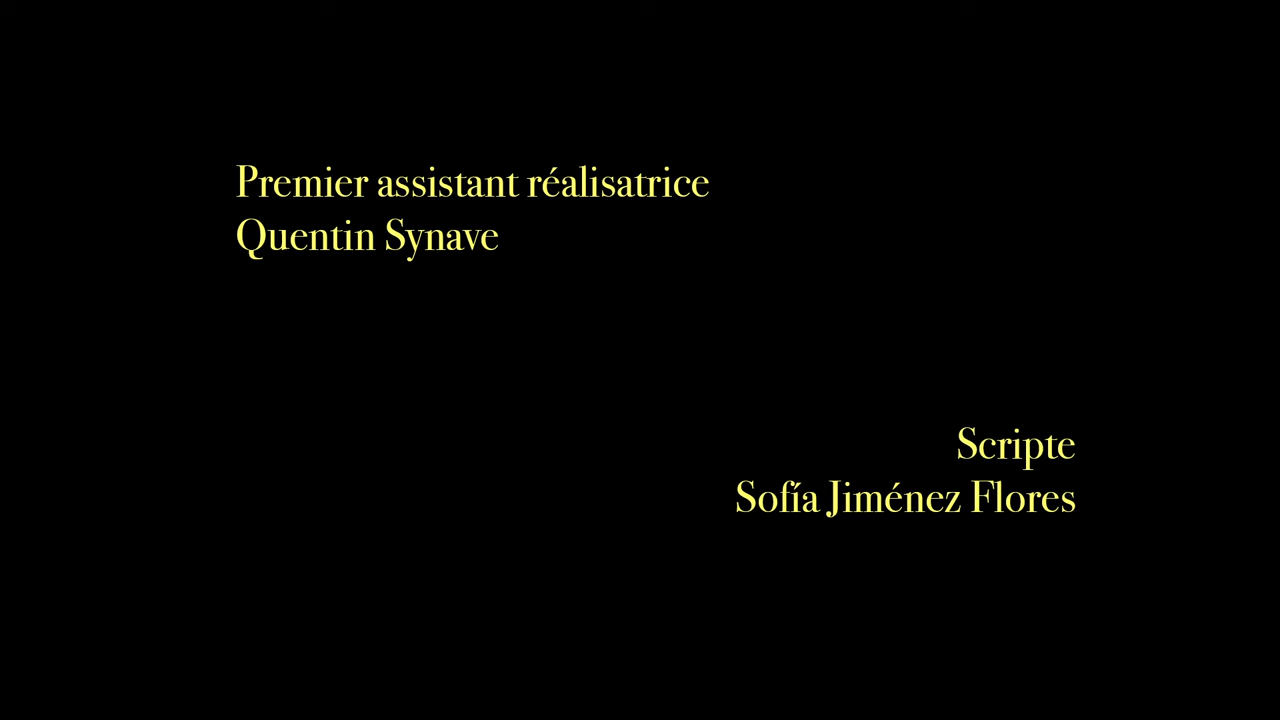 Premier assistant réalisatrice
Quentin Synave
Scripte
Sofía Jiménez Flores